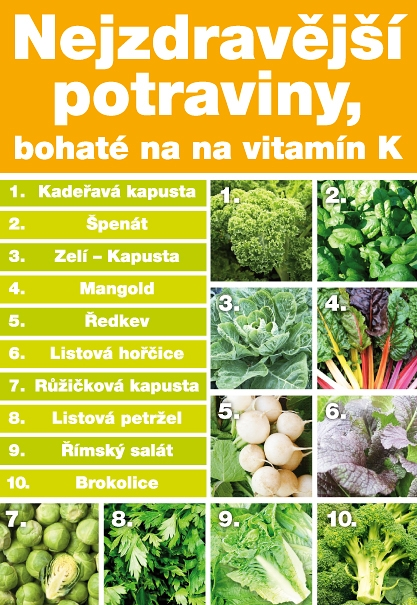 Nejzdravější
potraviny,
bohaté na na vitamín K
1. Kadeřavá kapusta
2. Špenát
3. Zelí – Kapusta
4. Mangold
5. Ředkev
6. Listová hořčice
7. Růžičková kapusta
8. Listová petržel
9. Římský salát
10. Brokolice
1. 2.
3. 4.
5. 6.
7. 8. 9. 10.